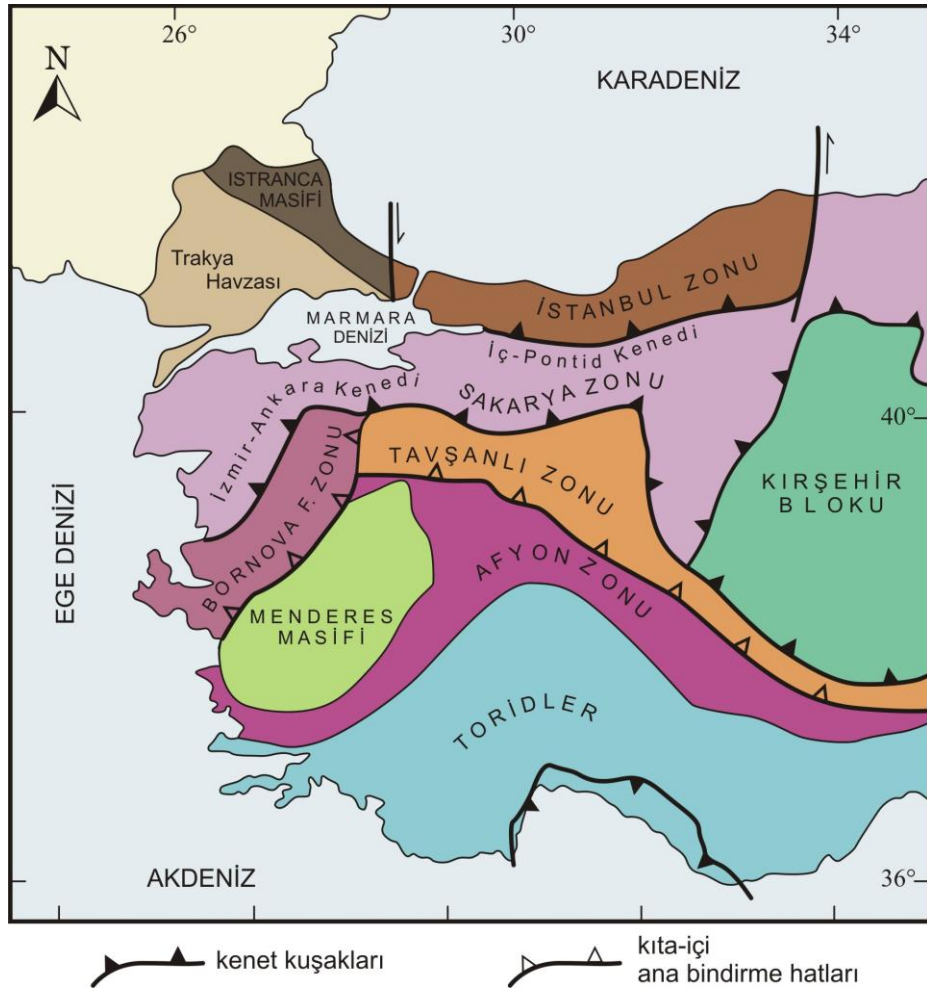 26°
30°
34°
N
KARADENİZ
ISTRANCA
MASİFİ
Trakya
Havzası
İSTANBUL ZONU
MARMARA
DENİZİ
İç-Pontid Kenedi
İzmir-Ankara Kenedi
SAKARYA ZONU
40°
TAVŞANLI ZONU
KIRŞEHİR
BLOKU
BORNOVA F. ZONU
EGE DENİZİ
AFYON ZONU
MENDERES
MASİFİ
TORİDLER
AKDENİZ
36°
kenet kuşakları
kıta-içi
ana bindirme hatları